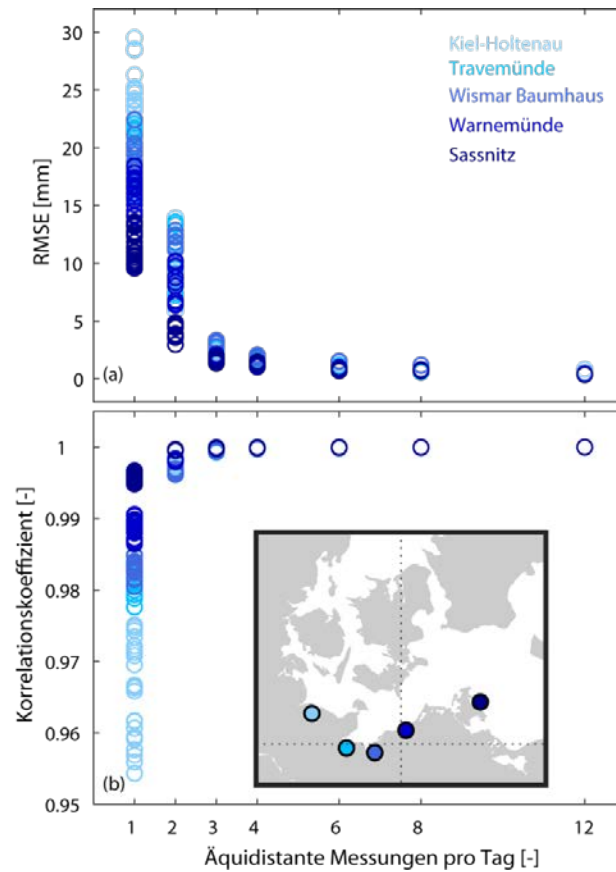 30
25
20
15
10
5
0
RMSE [mm]
Kiel-Holtenau
Travemünde
Wismar Baumhaus
Warnemünde
Sassnitz
(a)
1
0.99
0.98
0.97
0.96
0.95
Korrelationskoeffizient [-]
(b)
1 2 3 4 6 8 12
Äquidistante Messungen pro Tag [-]